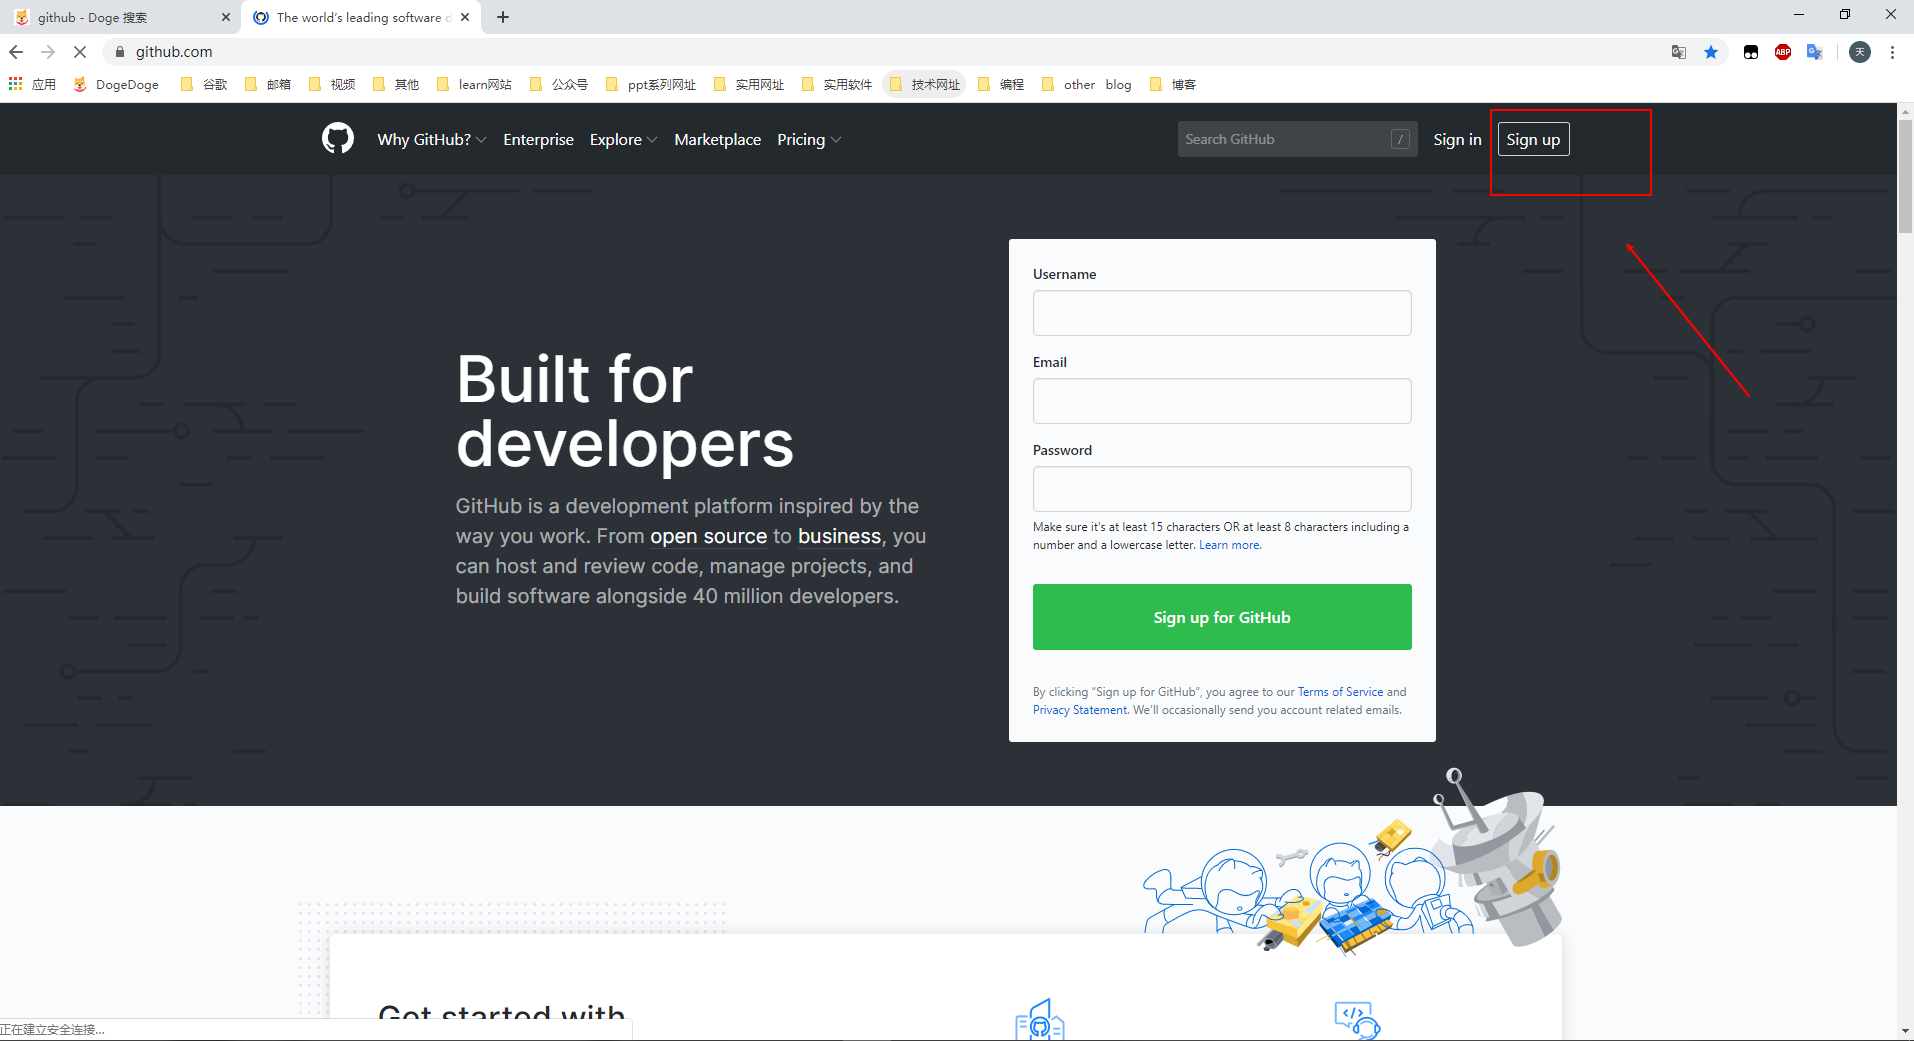 github - Doge 搜索
The world's leading software d
github.com
天
应用
DogeDoge
谷歌
邮箱
视频
其他
learn网站
公众号
ppt系列网址
实用网址
实用软件
技术网址
编程
other
blog
博客
ABP
Why GitHub?
Enterprise
Explore
Marketplace
Pricing
Search GitHub
/
Sign in
Sign up
Built for
developers
GitHub is a development platform inspired by the
way you work. From open source to business, you
can host and review code, manage projects, and
build software alongside 40 million developers.
Username
Email
Password
Make sure it's at least 15 characters OR at least 8 characters including a
number and a lowercase letter. Learn more.
Sign up for GitHub
By clicking “Sign up for GitHub”, you agree to our Terms of Service and
Privacy Statement. We'll occasionally send you account related emails.
Get started with
正在建立安全连接...